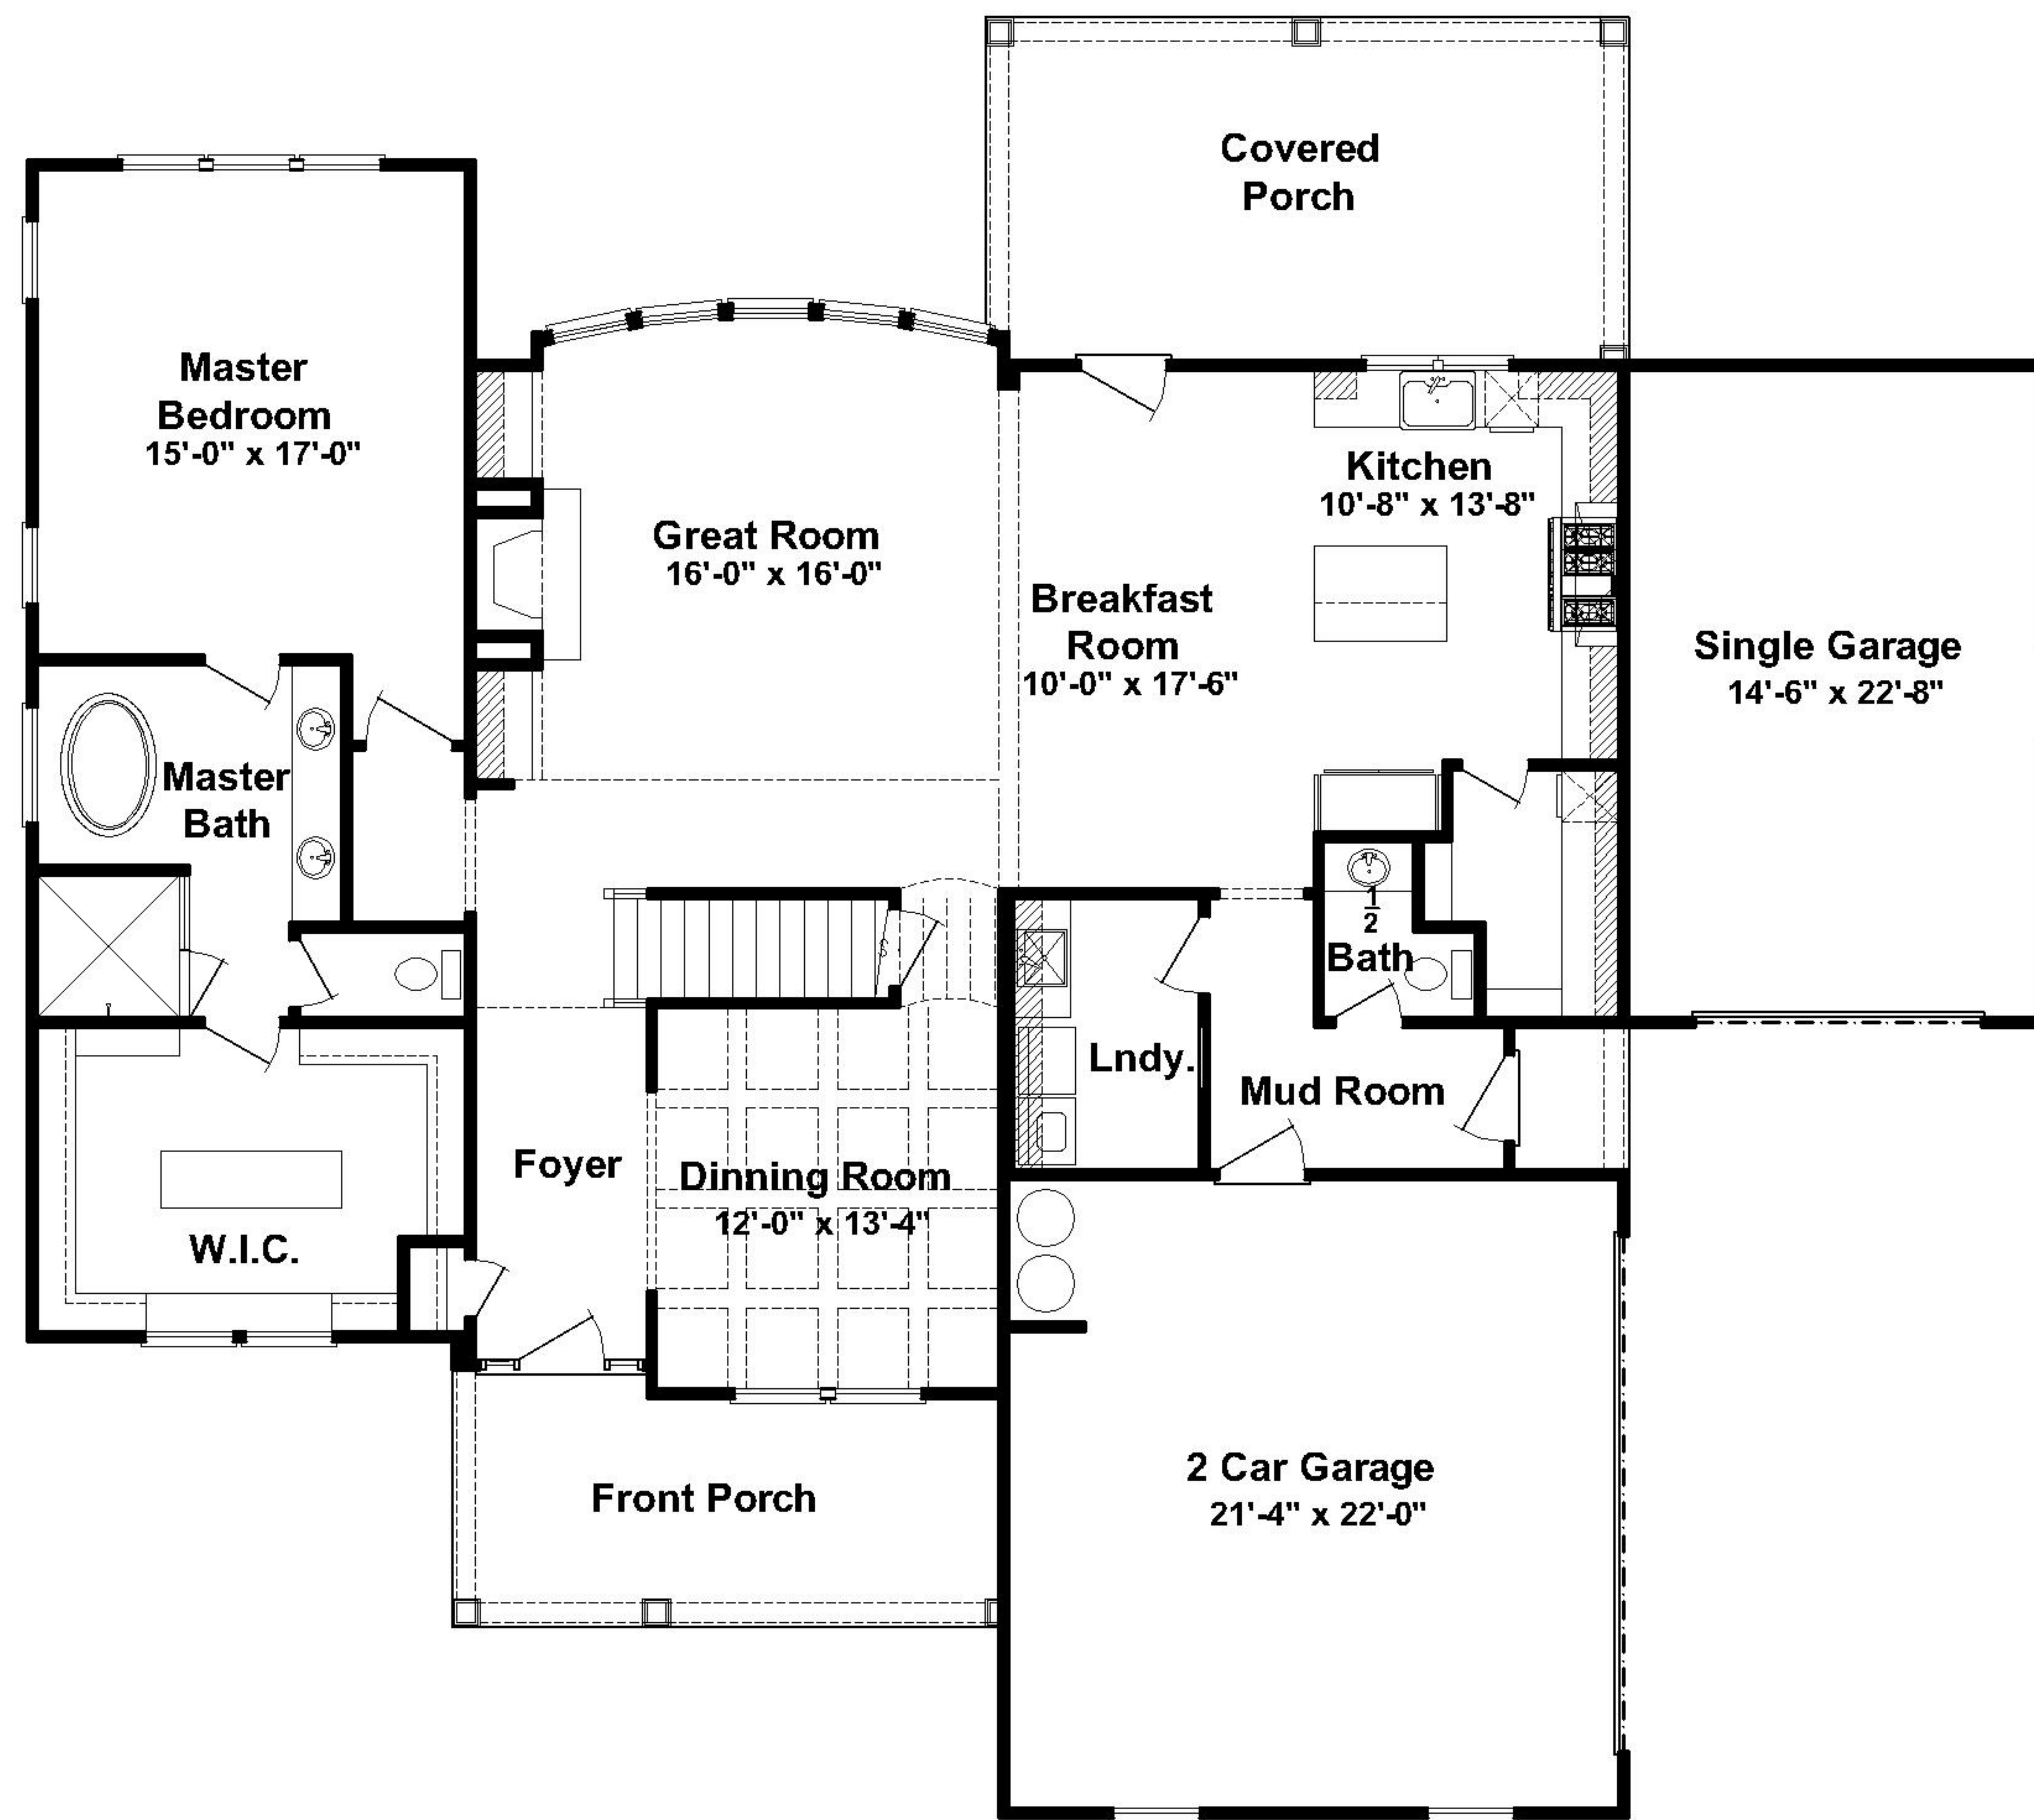 Covered
Porch
Master
Bedroom
15'-0" x 17'-0"
Great Room
16'-0" x 16'-0"
Kitchen
10'-8" x 13'-8"
Breakfast
Room
10'-0" x 17'-6"
Single Garage
14'-6" x 22'-8"
Master
Bath
1/2
Bath
Lndy.
Mud Room
Foyer
Dinning Room
12'-0" x 13'-4"
W.I.C.
2 Car Garage
21'-4" x 22'-0"
Front Porch